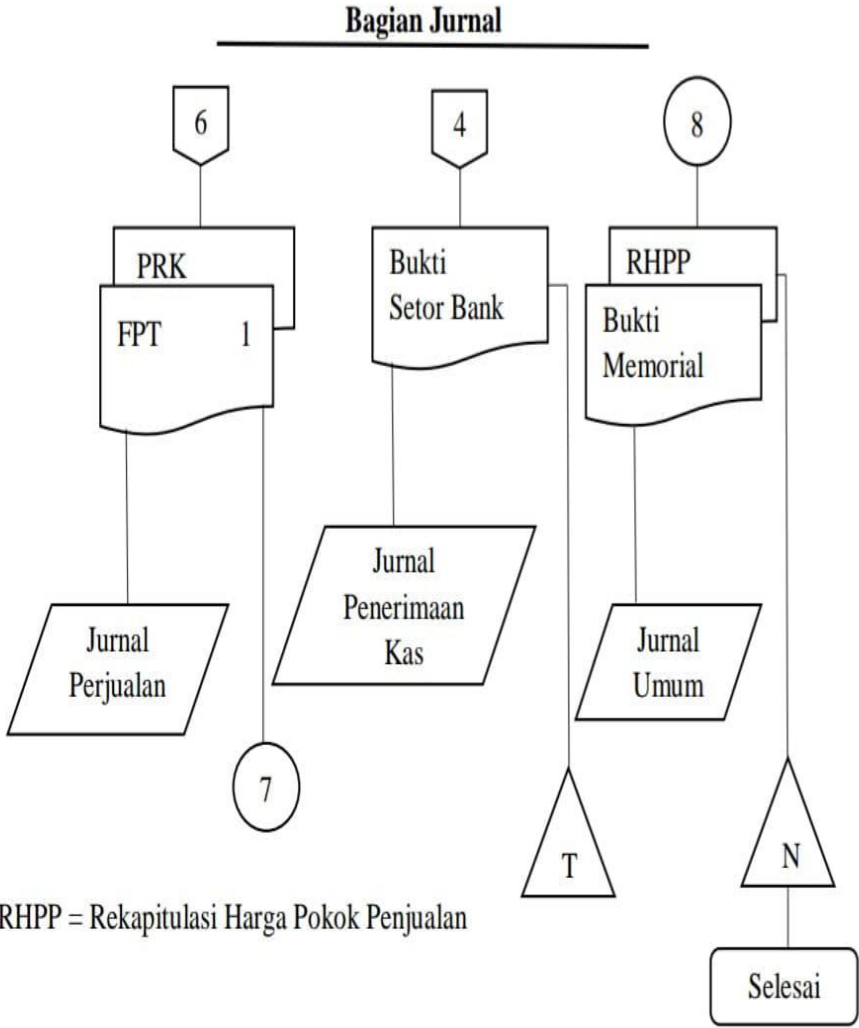 Bagian Jurnal
6
4
8
PRK
FPT 1
Bukti
Setor Bank
RHPP
Bukti
Memorial
Jurnal
Perjualan
Jurnal
Penerimaan
Kas
Jurnal
Umum
7
T
N
RHPP = Rekapitulasi Harga Pokok Penjualan
Selesai